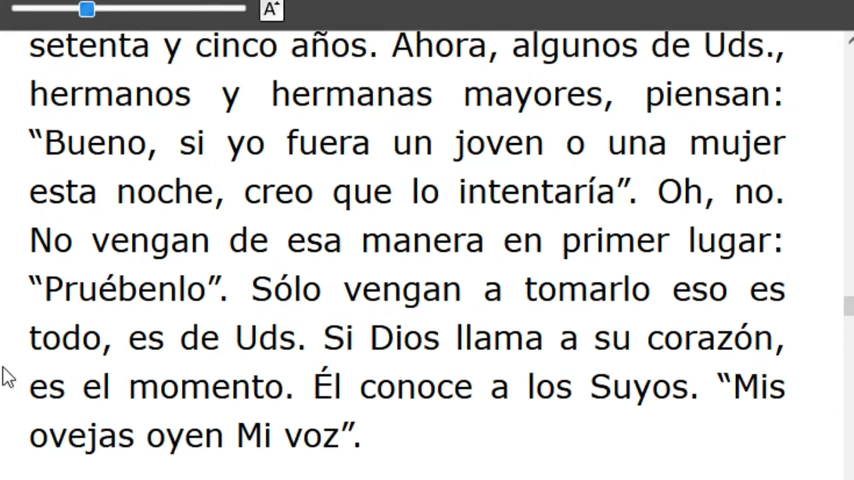 A
setenta y cinco años. Ahora, algunos de Uds.,
hermanos y hermanas mayores, piensan:
“Bueno, si yo fuera un joven o una mujer
esta noche, creo que lo intentaría”. Oh, no.
No vengan de esa manera en primer lugar:
“Pruébenlo”. Sólo vengan a tomarlo eso es
todo, es de Uds. Si Dios llama a su corazón,
es el momento. Él conoce a los Suyos. “Mis
ovejas oyen Mi voz”.